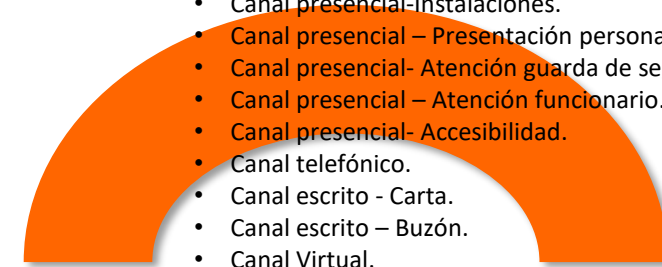 • Canal presencial-Instalaciones.
• Canal presencial – Presentación persona
• Canal presencial- Atención guarda de se
• Canal presencial – Atención funcionario.
• Canal presencial- Accesibilidad.
• Canal telefónico.
• Canal escrito - Carta.
• Canal escrito – Buzón.
• Canal Virtual.